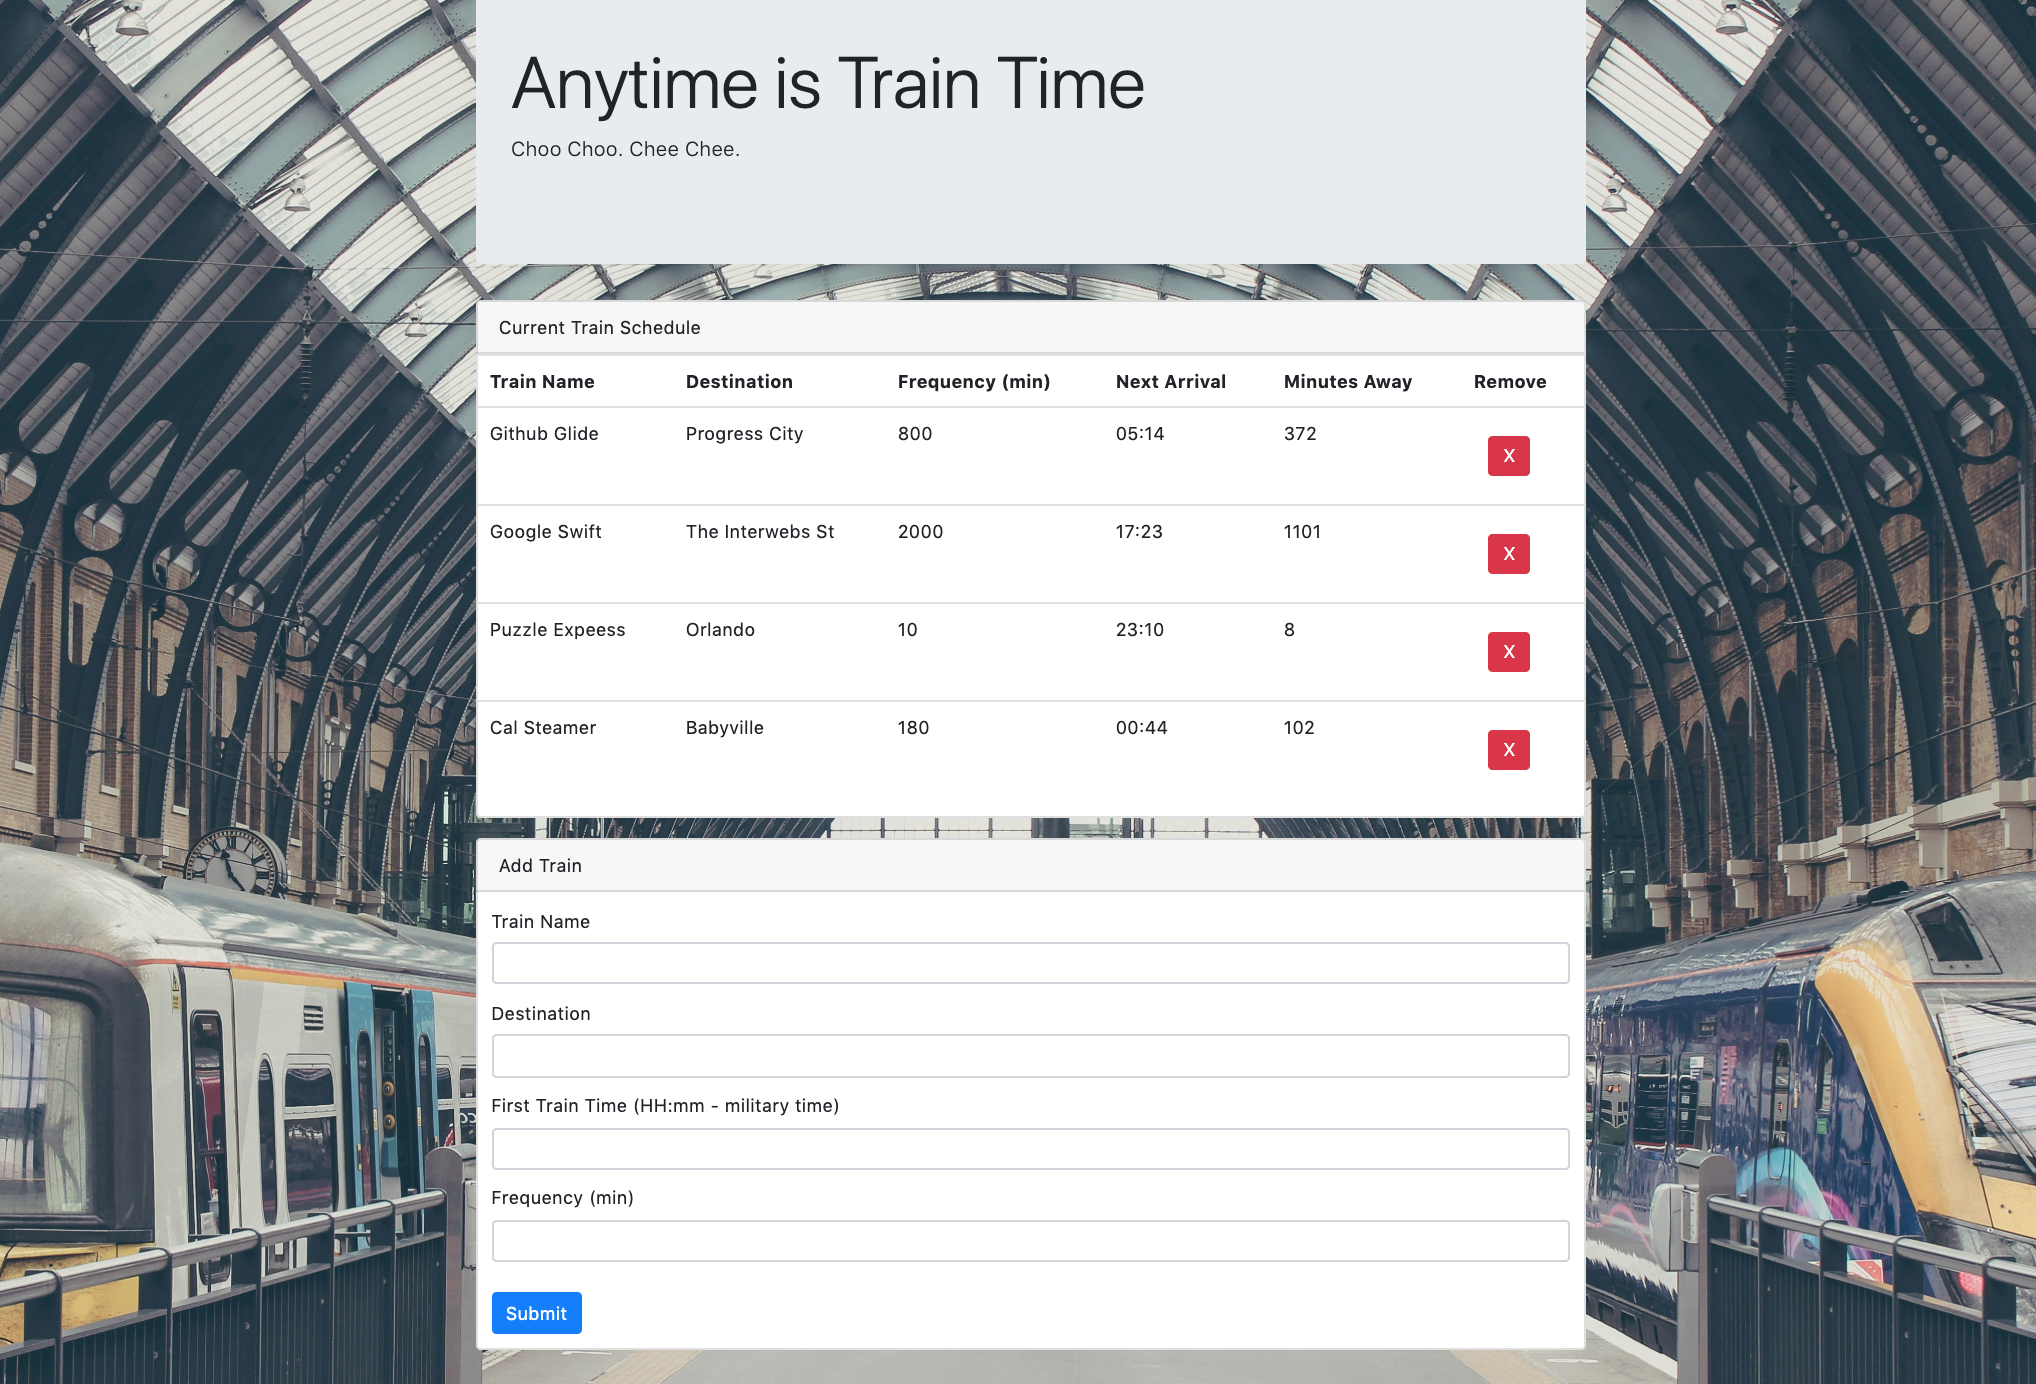 Anytime is Train Time
Choo Choo. Chee Chee.
Current Train Schedule
Train Name Destination Frequency (min) Next Arrival Minutes Away Remove
Github Glide Progress City 800 05:14 372 X
Google Swift The Interwebs St 2000 17:23 1101 X
Puzzle Expeess Orlando 10 23:10 8 X
Cal Steamer Babyville 180 00:44 102 X
Add Train
Train Name
Destination
First Train Time (HH:mm - military time)
Frequency (min)
Submit